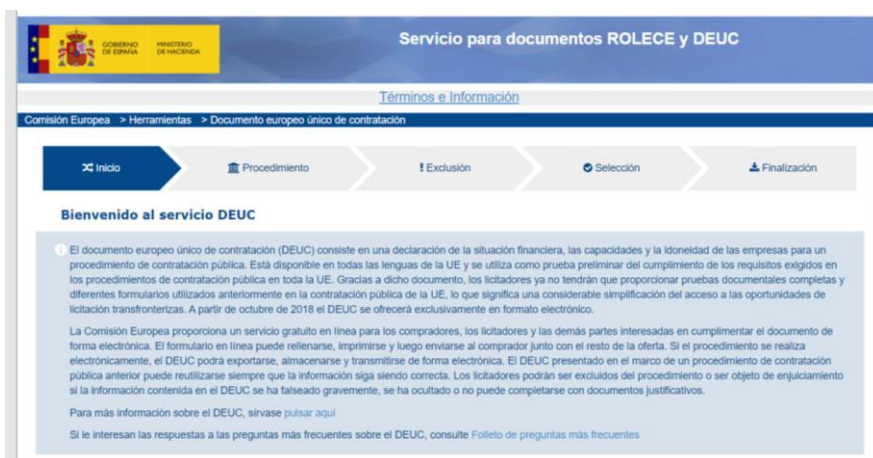 GOBIERNO MINISTERIO
DE ESPAÑA DE HACIENDA
Servicio para documentos ROLECE y DEUC
Términos e Información
Comisión Europea > Herramientas > Documento europeo único de contratación
Inicio Procedimiento Exclusión Selección Finalización
Bienvenido al servicio DEUC
El documento europeo único de contratación (DEUC) consiste en una declaración de la situación financiera, las capacidades y la idoneidad de las empresas para un
procedimiento de contratación pública. Está disponible en todas las lenguas de la UE y se utiliza como prueba preliminar del cumplimiento de los requisitos exigidos en
los procedimientos de contratación pública en toda la UE. Gracias a dicho documento, los licitadores ya no tendrán que proporcionar pruebas documentales completas y
diferentes formularios utilizados anteriormente en la contratación pública de la UE, lo que significa una considerable simplificación del acceso a las oportunidades de
licitación transfronterizas. A partir de octubre de 2018 el DEUC se ofrecerá exclusivamente en formato electrónico.
La Comisión Europea proporciona un servicio gratuito en línea para los compradores, los licitadores y las demás partes interesadas en cumplimentar el documento de
forma electrónica. El formulario en línea puede rellenarse, imprimirse y luego enviarse al comprador junto con el resto de la oferta. Si el procedimiento se realiza
electrónicamente, el DEUC podrá exportarse, almacenarse y transmitirse de forma electrónica. El DEUC presentado en el marco de un procedimiento de contratación
pública anterior puede reutilizarse siempre que la información siga siendo correcta. Los licitadores podrán ser excluidos del procedimiento o ser objeto de enjuiciamiento
si la información contenida en el DEUC se ha falseado gravemente, se ha ocultado o no puede completarse con documentos justificativos.
Para más información sobre el DEUC, sírvase pulsar aquí
Si le interesan las respuestas a las preguntas más frecuentes sobre el DEUC, consulte Folleto de preguntas más frecuentes